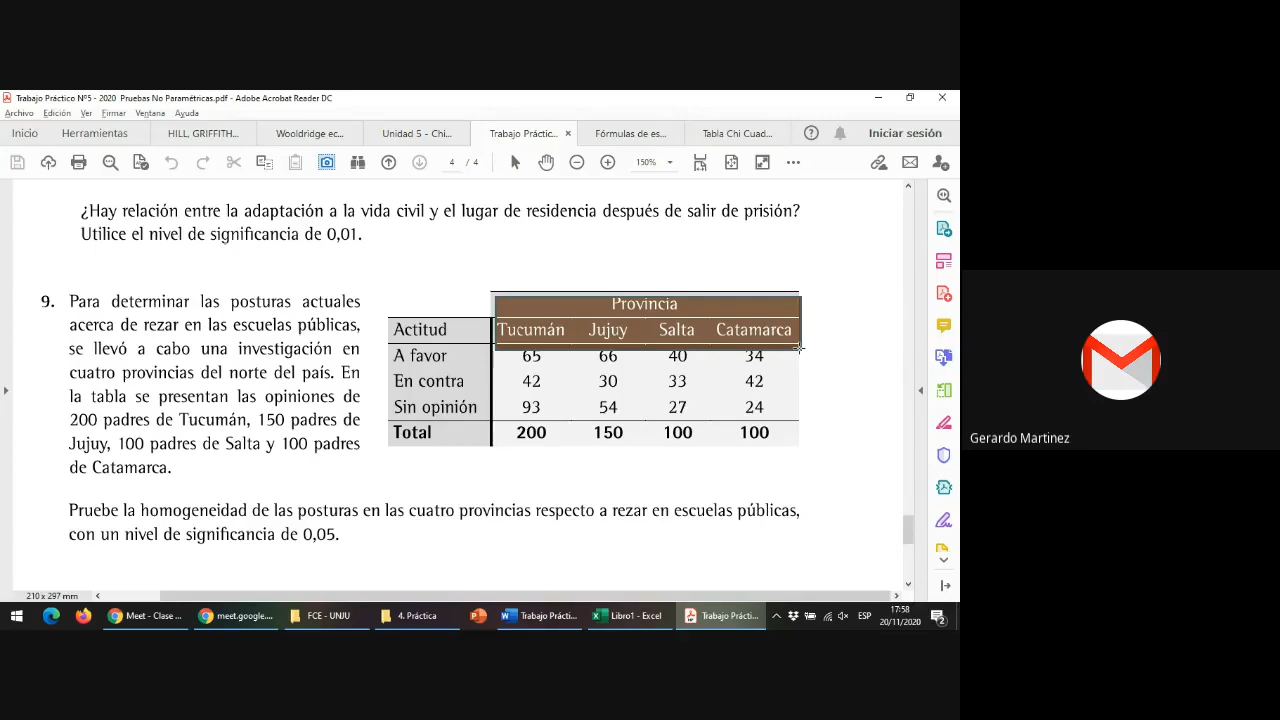 Trabajo Práctico Nº5 - 2020 Pruebas No Paramétricas.pdf - Adobe Acrobat Reader DC
Archivo Edición Ver Firmar Ventana Ayuda
Inicio Herramientas HILL, GRIFFITH... Wooldridge ec... Unidad 5 - Chi... Trabajo Práctic... × Fórmulas de es... Tabla Chi Cuad... Iniciar sesión
4 / 4 150%
¿Hay relación entre la adaptación a la vida civil y el lugar de residencia después de salir de prisión?
Utilice el nivel de significancia de 0,01.
9. Para determinar las posturas actuales
acerca de rezar en las escuelas públicas,
se llevó a cabo una investigación en
cuatro provincias del norte del país. En
la tabla se presentan las opiniones de
200 padres de Tucumán, 150 padres de
Jujuy, 100 padres de Salta y 100 padres
de Catamarca.
Provincia
Actitud Tucumán Jujuy Salta Catamarca
A favor 65 66 40 34
En contra 42 30 33 42
Sin opinión 93 54 27 24
Total 200 150 100 100
Pruebe la homogeneidad de las posturas en las cuatro provincias respecto a rezar en escuelas públicas,
con un nivel de significancia de 0,05.
210 x 297 mm
Meet - Clase ... meet.google.... FCE - UNJU 4. Práctica Trabajo Prácti... Libro1 - Excel Trabajo Prácti... ESP 17:58
20/11/2020 2
Gerardo Martinez